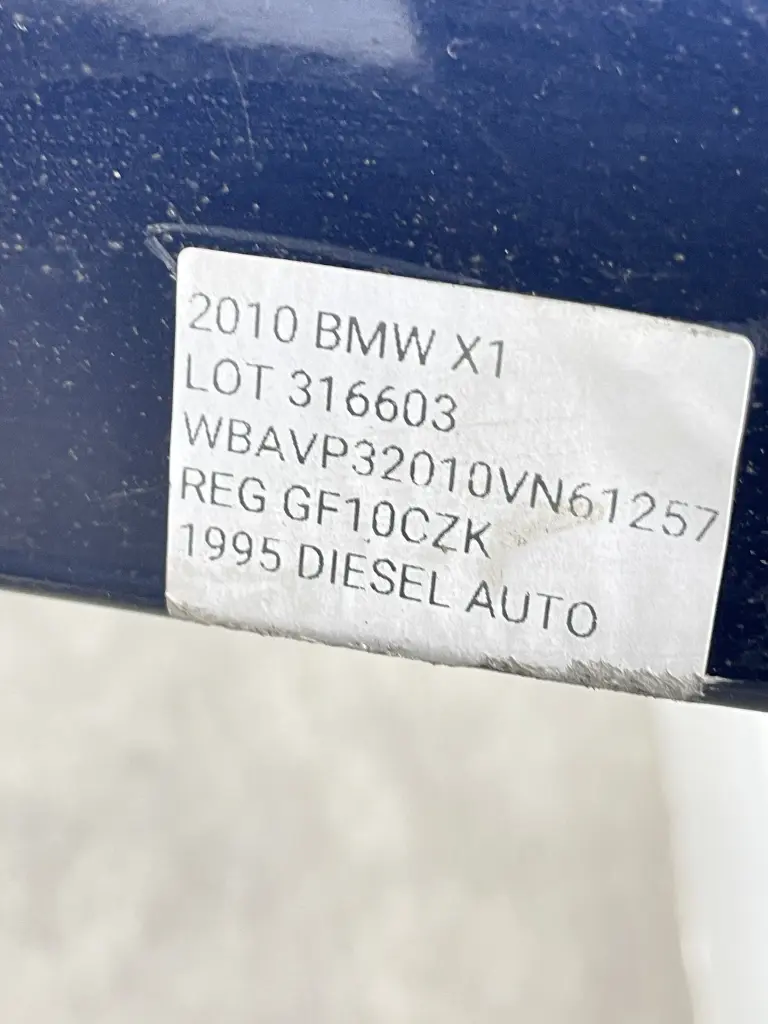 2010 BMW X1
LOT 316603
WBAVP32010VN61257
REG GF10CZK
1995 DIESEL AUTO